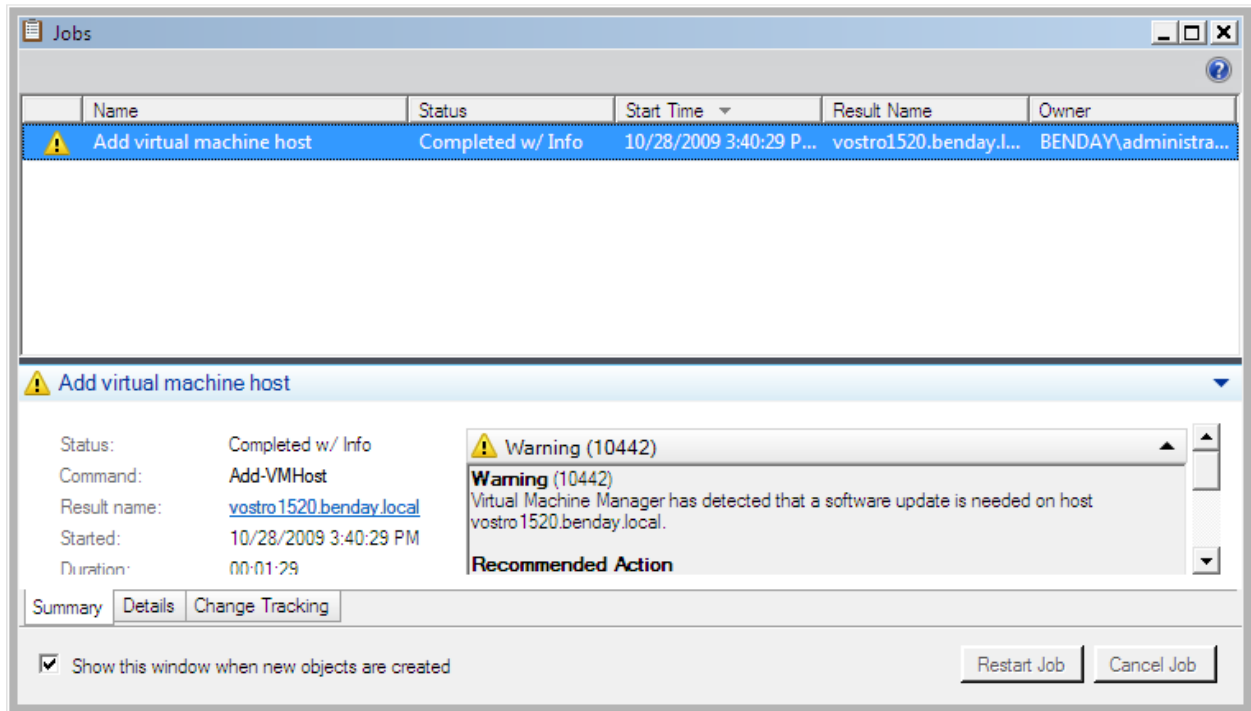 Jobs
Name Status Start Time Result Name Owner
Add virtual machine host Completed w/ Info 10/28/2009 3:40:29 P... vostro1520.benday.l... BENDAY\administra...
Add virtual machine host
Status: Completed w/ Info
Command: Add-VMHost
Result name: vostro1520.benday.local
Started: 10/28/2009 3:40:29 PM
Duration: 00:01:29
Warning (10442)
Warning (10442)
Virtual Machine Manager has detected that a software update is needed on host
vostro1520.benday.local.
Recommended Action
Summary Details Change Tracking
Show this window when new objects are created
Restart Job Cancel Job